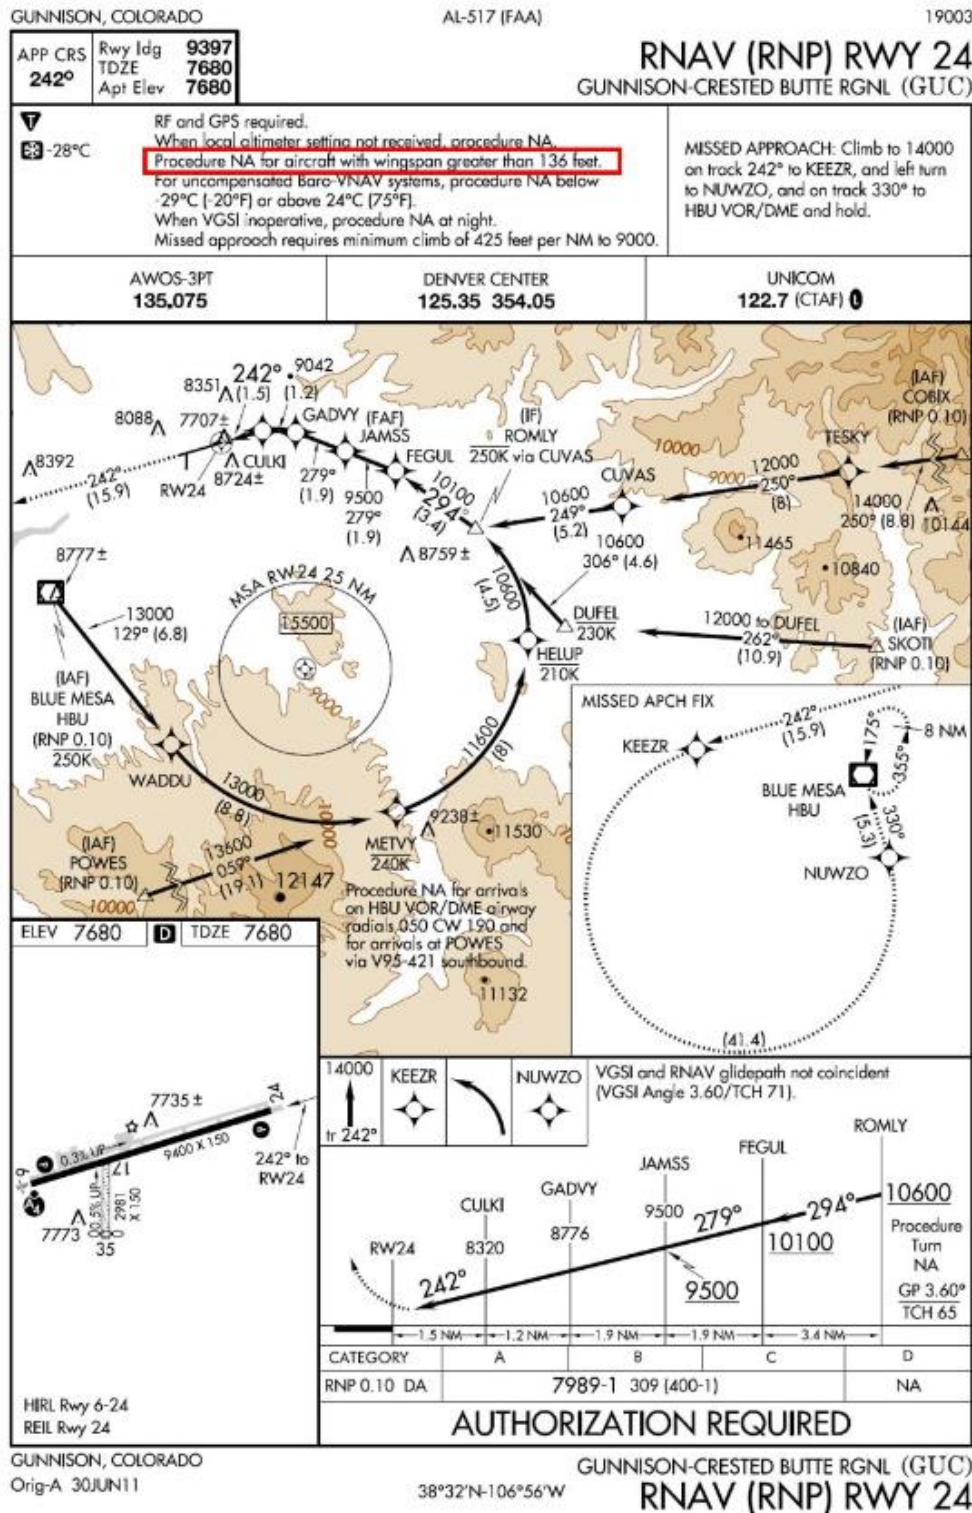 GUNNISON, COLORADO
AL-517 (FAA)
19003
APP CRS
242°
Rwy ldg 9397
TDZE 7680
Apt Elev 7680
RNAV (RNP) RWY 24
GUNNISON-CRESTED BUTTE RGNL (GUC)
T
-28°C
RF and GPS required.
When local altimeter setting not received, procedure NA.
Procedure NA for aircraft with wingspan greater than 136 feet.
For uncompensated Baro-VNAV systems, procedure NA below
-29°C (-20°F) or above 24°C (75°F).
When VGSI inoperative, procedure NA at night.
Missed approach requires minimum climb of 425 feet per NM to 9000.
MISSED APPROACH: Climb to 14000
on track 242° to KEEZR, and left turn
to NUWZO, and on track 330° to
HBU VOR/DME and hold.
AWOS-3PT
135.075
DENVER CENTER
125.35 354.05
UNICOM
122.7 (CTAF) L
8351
242°
(1.5)
9042
(1.2)
8088
7707±
GADVY
(FAF)
JAMSS
8392
242°
(15.9)
RW24
CULKI
8724±
279°
(1.9)
9500
279°
(1.9)
FEGUL
10100
294°
(3.4)
(IF)
ROMLY
250K via CUVAS
CUVAS
10000
9000
TESKY
(IAF)
COBIX
(RNP 0.10)
12000
250°
(8)
14000
250° (8.8)
10144
10600
249°
(5.2)
10600
306° (4.6)
8759±
11465
10840
8777±
13000
129° (6.8)
MSA RW24 25 NM
15500
9000
10600
(4.5)
DUFEL
230K
HELUP
210K
12000 to DUFEL
262°
(10.9)
(IAF)
SKOTI
(RNP 0.10)
(IAF)
BLUE MESA
HBU
(RNP 0.10)
250K
WADDU
13000
(8.8)
11600
(8)
10000
METVY
240K
9238±
11530
(IAF)
POWES
(RNP 0.10)
13600
059°
(19.1)
12147
10000
Procedure NA for arrivals
on HBU VOR/DME airway
radials 050 CW 190 and
for arrivals at POWES
via V95-421 southbound.
11132
MISSED APCH FIX
KEEZR
242°
(15.9)
175°
355°
8 NM
BLUE MESA
HBU
330°
(5.3)
NUWZO
(41.4)
ELEV 7680
D
TDZE 7680
7735±
24
0.3% UP
9400 X 150
242° to
RW24
6
17
0.5% UP
2981
X 150
7773
35
HIRL Rwy 6-24
REIL Rwy 24
14000
tr 242°
KEEZR
NUWZO
VGSI and RNAV glidepath not coincident
(VGSI Angle 3.60/TCH 71).
ROMLY
FEGUL
JAMSS
GADVY
CULKI
RW24
8320
8776
9500
279°
294°
10600
10100
9500
242°
Procedure
Turn
NA
GP 3.60°
TCH 65
1.5 NM
1.2 NM
1.9 NM
1.9 NM
3.4 NM
CATEGORY A B C D
RNP 0.10 DA 7989-1 309 (400-1) NA
AUTHORIZATION REQUIRED
GUNNISON, COLORADO
Orig-A 30JUN11
38°32'N-106°56'W
GUNNISON-CRESTED BUTTE RGNL (GUC)
RNAV (RNP) RWY 24